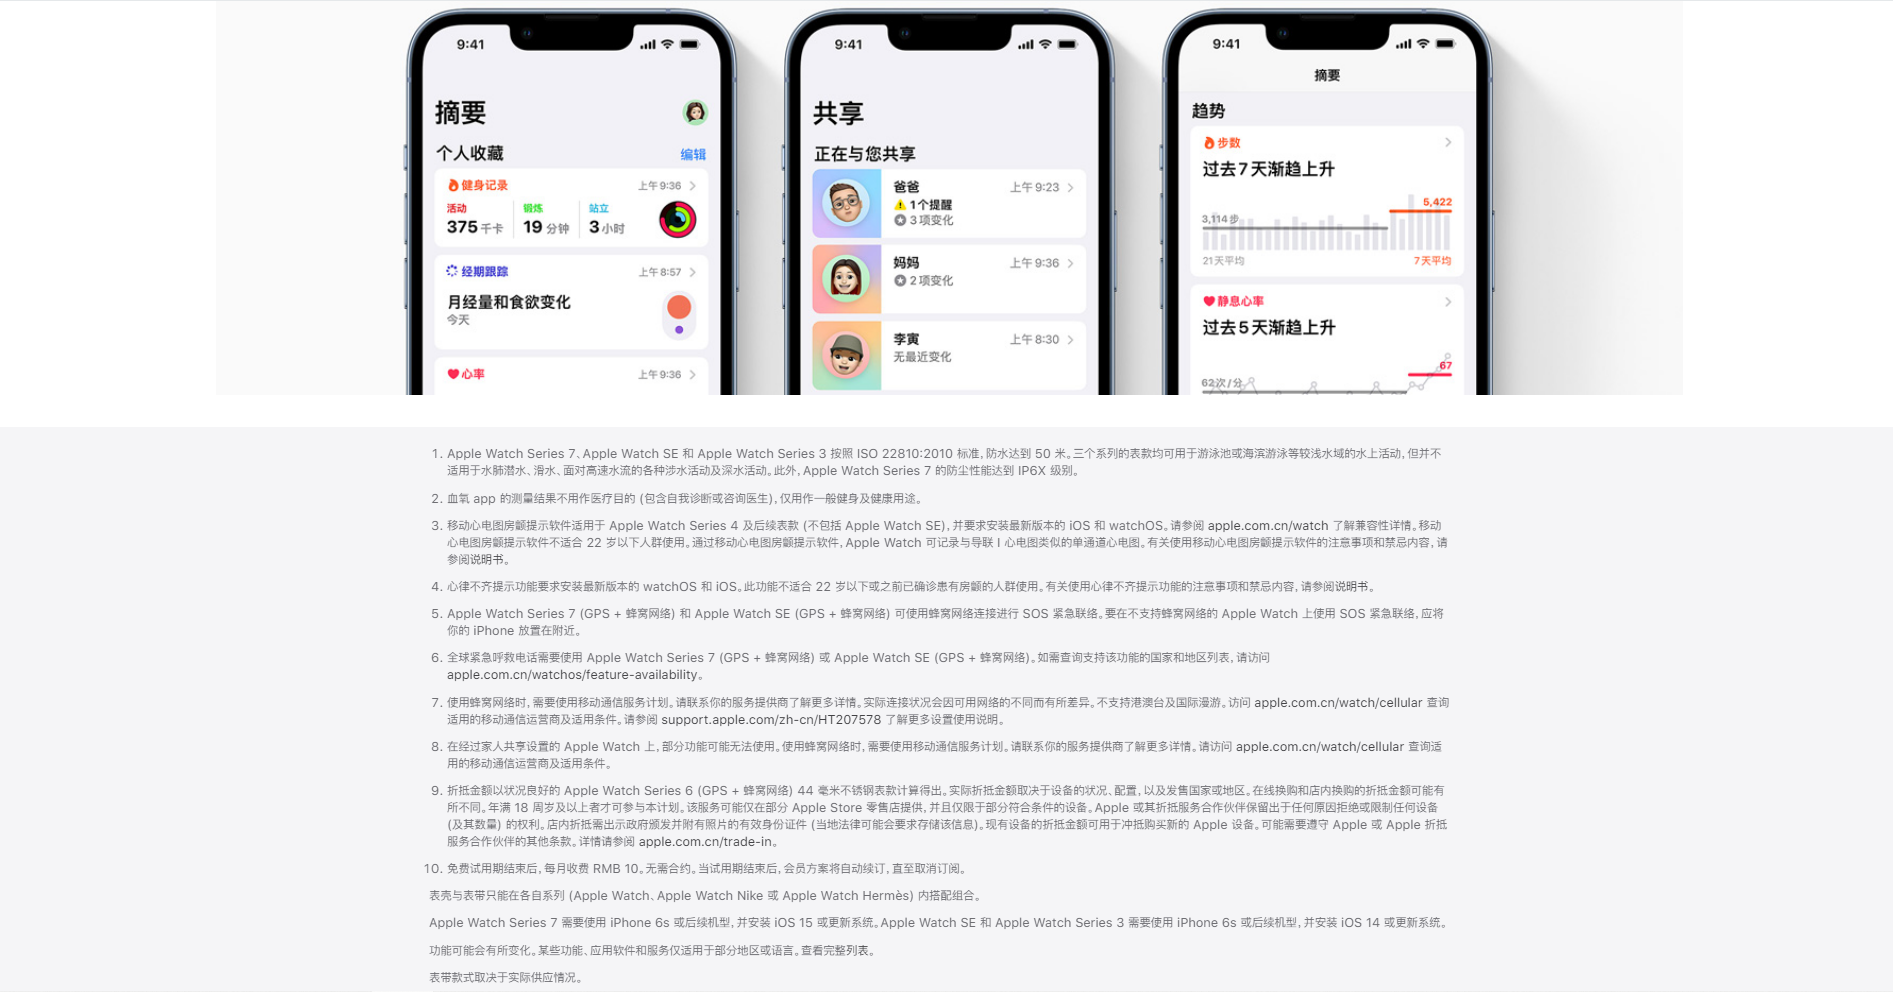 9:41
摘要
个人收藏
编辑
健身记录
上午9:36
活动
锻炼
站立
375千卡
19分钟
3小时
经期跟踪
上午8:57
月经量和食欲变化
今天
心率
上午9:36
9:41
共享
正在与您共享
爸爸
上午9:23
1个提醒
3项变化
妈妈
上午9:36
2项变化
李寅
上午8:30
无最近变化
9:41
摘要
趋势
步数
过去7天渐趋上升
5,422
3,114步
21天平均
7天平均
静息心率
过去5天渐趋上升
67
62次/分
1. Apple Watch Series 7、Apple Watch SE 和 Apple Watch Series 3 按照 ISO 22810:2010 标准，防水达到 50 米。三个系列的表款均可用于游泳池或海滨游泳等较浅水域的水上活动，但并不
适用于水肺潜水、滑水、面对高速水流的各种涉水活动及深水活动。此外，Apple Watch Series 7 的防尘性能达到 IP6X 级别。
2. 血氧 app 的测量结果不用作医疗目的 (包含自我诊断或咨询医生)，仅用作一般健身及健康用途。
3. 移动心电图房颤提示软件适用于 Apple Watch Series 4 及后续表款 (不包括 Apple Watch SE)，并要求安装最新版本的 iOS 和 watchOS。请参阅 apple.com.cn/watch 了解兼容性详情。移动
心电图房颤提示软件不适合 22 岁以下人群使用。通过移动心电图房颤提示软件，Apple Watch 可记录与导联 I 心电图类似的单通道心电图。有关使用移动心电图房颤提示软件的注意事项和禁忌内容，请
参阅说明书。
4. 心律不齐提示功能要求安装最新版本的 watchOS 和 iOS。此功能不适合 22 岁以下或之前已确诊患有房颤的人群使用。有关使用心律不齐提示功能的注意事项和禁忌内容，请参阅说明书。
5. Apple Watch Series 7 (GPS + 蜂窝网络) 和 Apple Watch SE (GPS + 蜂窝网络) 可使用蜂窝网络连接进行 SOS 紧急联络。要在不支持蜂窝网络的 Apple Watch 上使用 SOS 紧急联络，应将
你的 iPhone 放置在附近。
6. 全球紧急呼救电话需要使用 Apple Watch Series 7 (GPS + 蜂窝网络) 或 Apple Watch SE (GPS + 蜂窝网络)。如需查询支持该功能的国家和地区列表，请访问
apple.com.cn/watchos/feature-availability。
7. 使用蜂窝网络时，需要使用移动通信服务计划。请联系你的服务提供商了解更多详情。实际连接状况会因可用网络的不同而有所差异。不支持港澳台及国际漫游。访问 apple.com.cn/watch/cellular 查询
适用的移动通信运营商及适用条件。请参阅 support.apple.com/zh-cn/HT207578 了解更多设置使用说明。
8. 在经过家人共享设置的 Apple Watch 上，部分功能可能无法使用。使用蜂窝网络时，需要使用移动通信服务计划。请联系你的服务提供商了解更多详情。请访问 apple.com.cn/watch/cellular 查询适
用的移动通信运营商及适用条件。
9. 折抵金额以状况良好的 Apple Watch Series 6 (GPS + 蜂窝网络) 44 毫米不锈钢表款计算得出。实际折抵金额取决于设备的状况、配置，以及发售国家或地区。在线换购和店内换购的折抵金额可能有
所不同。年满 18 周岁及以上者才可参与本计划。该服务可能仅在部分 Apple Store 零售店提供，并且仅限于部分符合条件的设备。Apple 或其折抵服务合作伙伴保留出于任何原因拒绝或限制任何设备
(及其数量) 的权利。店内折抵需出示政府颁发并附有照片的有效身份证件 (当地法律可能会要求存储该信息)。现有设备的折抵金额可用于冲抵购买新的 Apple 设备。可能需要遵守 Apple 或 Apple 折抵
服务合作伙伴的其他条款。详情请参阅 apple.com.cn/trade-in。
10. 免费试用期结束后，每月收费 RMB 10。无需合约。当试用期结束后，会员方案将自动续订，直至取消订阅。
表壳与表带只能在各自系列 (Apple Watch、Apple Watch Nike 或 Apple Watch Hermès) 内搭配组合。
Apple Watch Series 7 需要使用 iPhone 6s 或后续机型，并安装 iOS 15 或更新系统。Apple Watch SE 和 Apple Watch Series 3 需要使用 iPhone 6s 或后续机型，并安装 iOS 14 或更新系统。
功能可能会有所变化。某些功能、应用软件和服务仅适用于部分地区或语言。查看完整列表。
表带款式取决于实际供应情况。